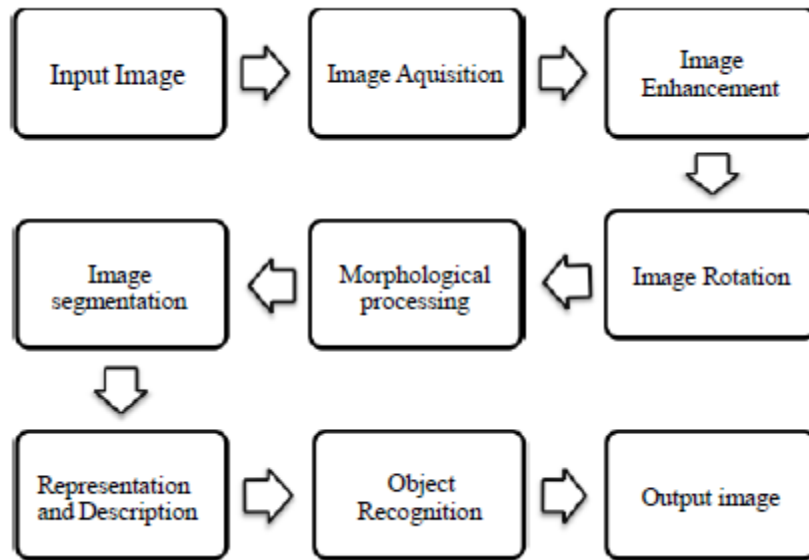 Input Image
Image Aquisition
Image
Enhancement
Image Rotation
Morphological
processing
Image
segmentation
Representation
and Description
Object
Recognition
Output image